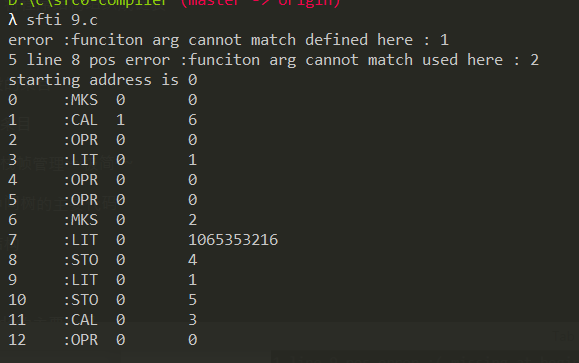 D:\c\sfc0-compiler (master -> origin)
λ sfti 9.c
error :funciton arg cannot match defined here : 1
5 line 8 pos error :funciton arg cannot match used here : 2
starting address is 0
0 :MKS 0 0
1 :CAL 1 6
2 :OPR 0 0
3 :LIT 0 1
4 :OPR 0 0
5 :OPR 0 0
6 :MKS 0 2
7 :LIT 0 1065353216
8 :STO 0 4
9 :LIT 0 1
10 :STO 0 5
11 :CAL 0 3
12 :OPR 0 0